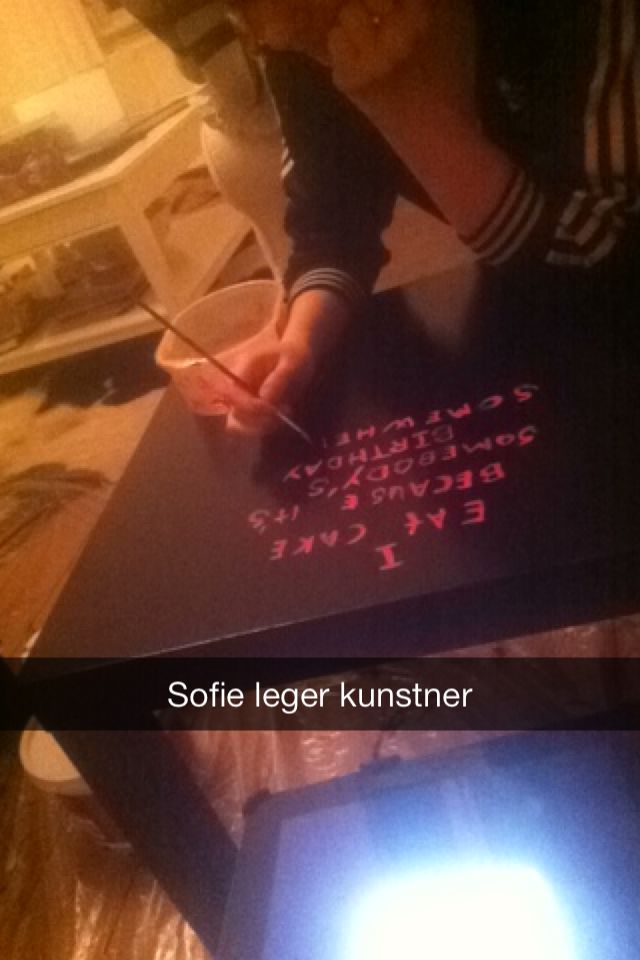 I
EAt CAKE
BECAUSE It'S
SOMEBODY'S
BIRTHDAY
SOMEWHE
Sofie leger kunstner